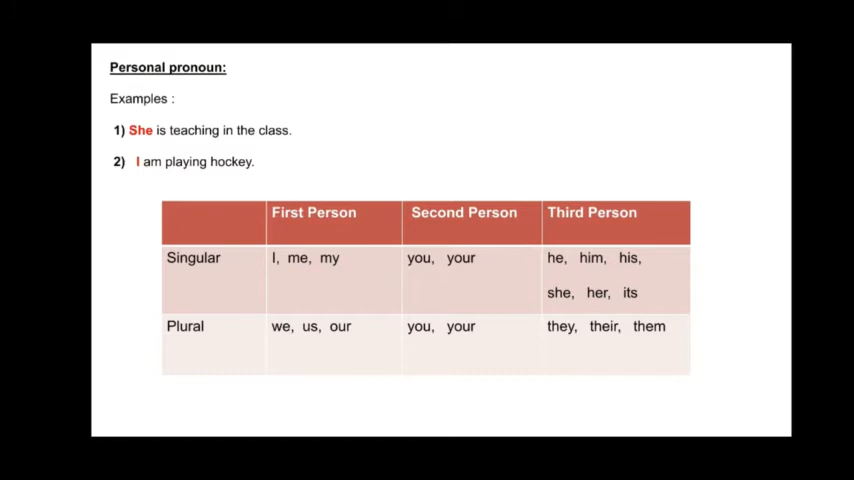 Personal pronoun:
Examples :
1) She is teaching in the class.
2) I am playing hockey.
First Person Second Person Third Person
Singular I, me, my you, your he, him, his,
she, her, its
Plural we, us, our you, your they, their, them